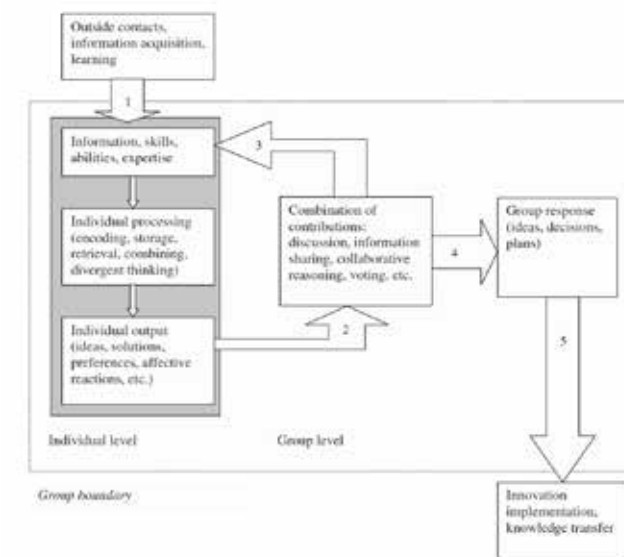 Outside contacts,
information acquisition,
learning
1
Information, skills,
abilities, expertise
3
Individual processing
(encoding, storage,
retrieval, combining,
divergent thinking)
Combination of
contributions:
discussion, information
sharing, collaborative
reasoning, voting, etc.
4
Group response
(ideas, decisions,
plans)
Individual output
(ideas, solutions,
preferences, affective
reactions, etc.)
2
5
Individual level
Group level
Group boundary
Innovation
implementation,
knowledge transfer